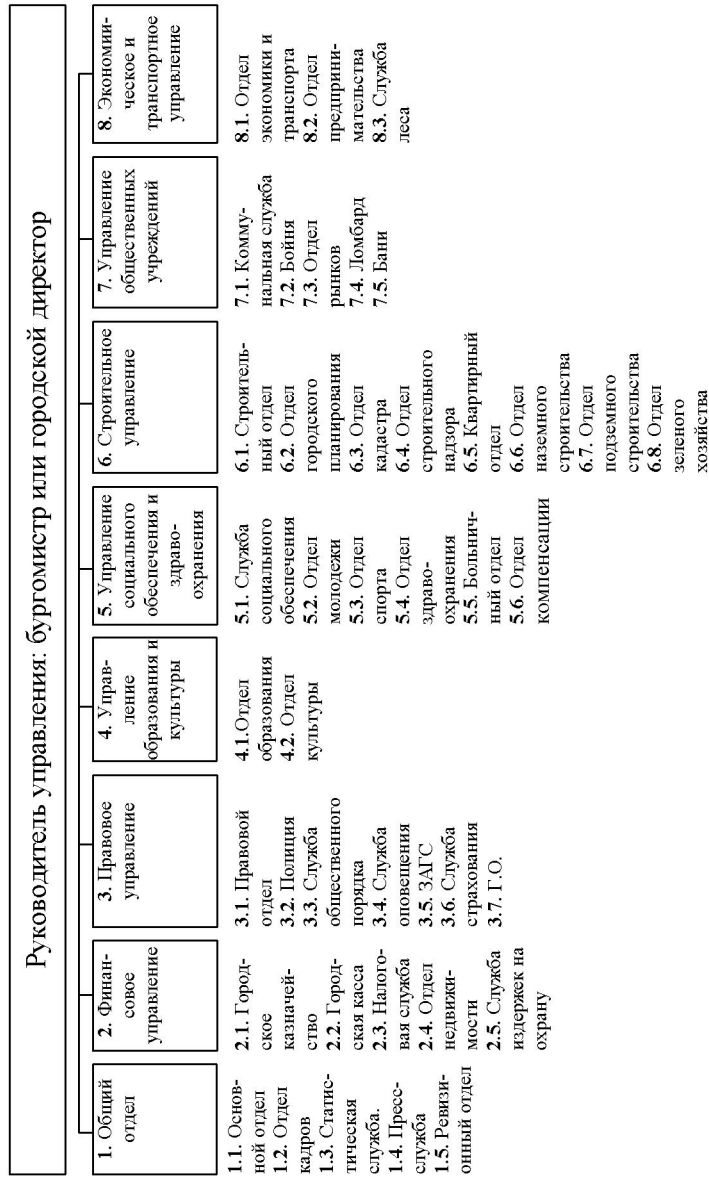 Руководитель управления: бургомистр или городской директор
1. Общий
отдел
1.1. Основ-
ной отдел
1.2. Отдел
кадров
1.3. Статис-
тическая
служба.
1.4. Пресс-
служба
1.5. Ревизи-
онный отдел
2. Финан-
совое
управление
2.1. Город-
ское
казначей-
ство
2.2. Город-
ская касса
2.3. Налого-
вая служба
2.4. Отдел
недвижи-
мости
2.5. Служба
издержек на
охрану
3. Правовое
управление
3.1. Правовой
отдел
3.2. Полиция
3.3. Служба
общественного
порядка
3.4. Служба
оповещения
3.5. ЗАГС
3.6. Служба
страхования
3.7. Г.О.
4. Управ-
ление
образования и
культуры
4.1.Отдел
образования
4.2. Отдел
культуры
5. Управление
социального
обеспечения и
здраво-
охранения
5.1. Служба
социального
обеспечения
5.2. Отдел
молодежи
5.3. Отдел
спорта
5.4. Отдел
здраво-
охранения
5.5. Больнич-
ный отдел
5.6. Отдел
компенсации
6. Строительное
управление
6.1. Строитель-
ный отдел
6.2. Отдел
городского
планирования
6.3. Отдел
кадастра
6.4. Отдел
строительного
надзора
6.5. Квартирный
отдел
6.6. Отдел
наземного
строительства
6.7. Отдел
подземного
строительства
6.8. Отдел
зеленого
хозяйства
7. Управление
общественных
учреждений
7.1. Комму-
нальная служба
7.2. Бойня
7.3. Отдел
рынков
7.4. Ломбард
7.5. Бани
8. Экономии-
ческое и
транспортное
управление
8.1. Отдел
экономики и
транспорта
8.2. Отдел
предприни-
мательства
8.3. Служба
леса